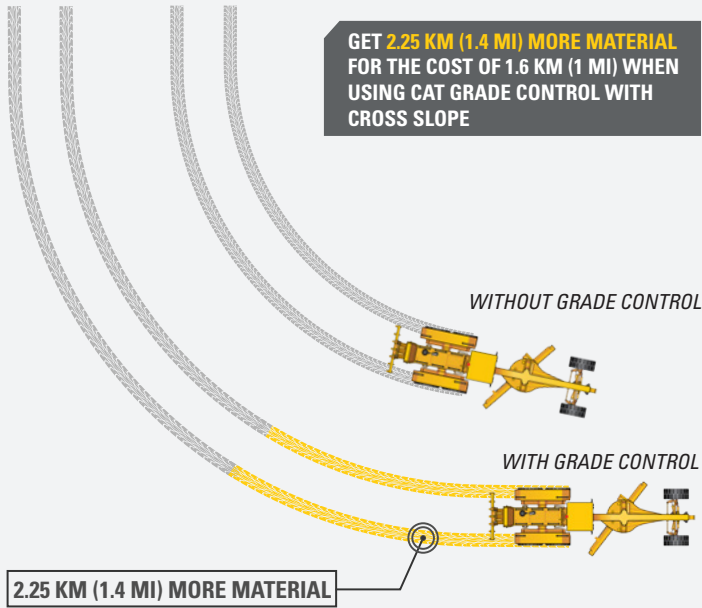 GET 2.25 KM (1.4 MI) MORE MATERIAL
FOR THE COST OF 1.6 KM (1 MI) WHEN
USING CAT GRADE CONTROL WITH
CROSS SLOPE
WITHOUT GRADE CONTROL
WITH GRADE CONTROL
2.25 KM (1.4 MI) MORE MATERIAL